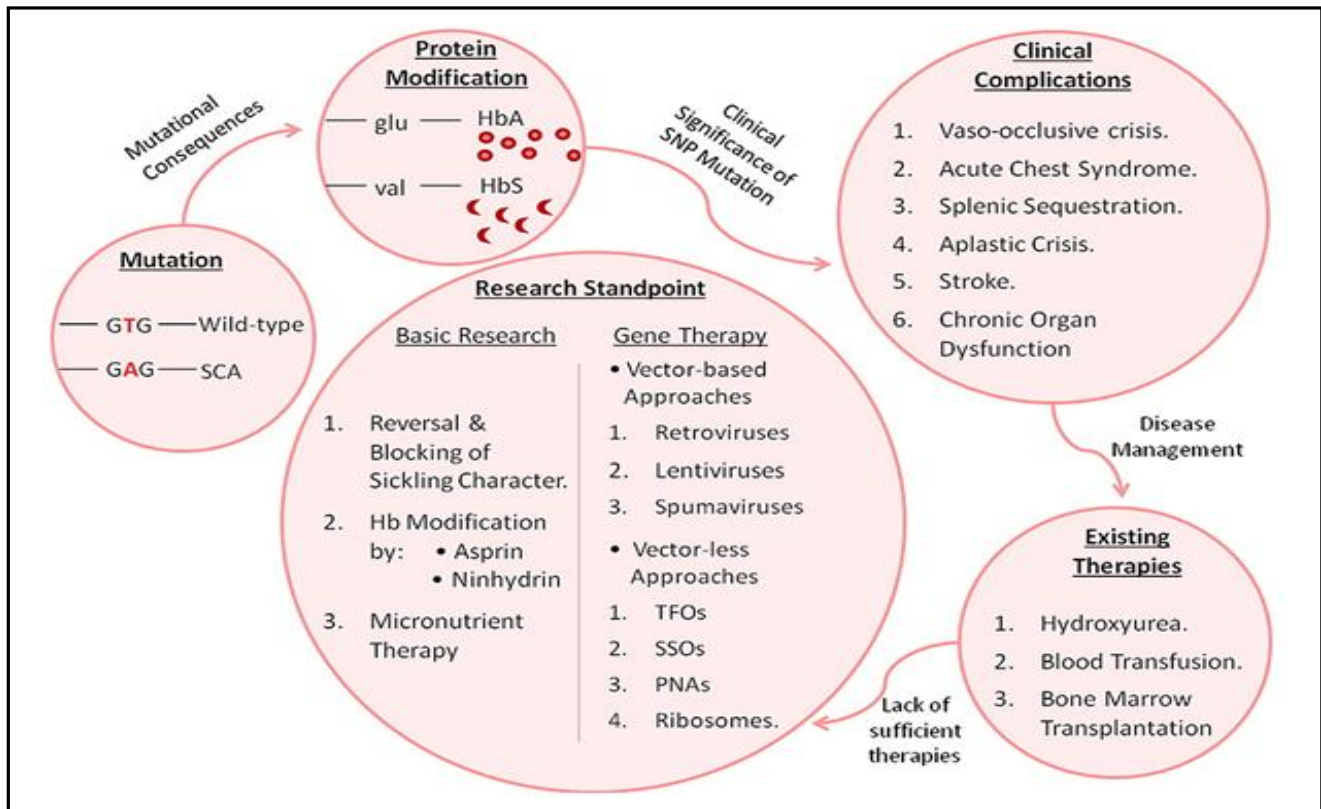 Mutation
GTG Wild-type
GAG SCA
Mutational
Consequences
Protein
Modification
glu HbA
val HbS
Clinical
Significance of
SNP Mutation
Clinical
Complications
1. Vaso-occlusive crisis.
2. Acute Chest Syndrome.
3. Splenic Sequestration.
4. Aplastic Crisis.
5. Stroke.
6. Chronic Organ
Dysfunction
Disease
Management
Existing
Therapies
1. Hydroxyurea.
2. Blood Transfusion.
3. Bone Marrow
Transplantation
Lack of
sufficient
therapies
Research Standpoint
Basic Research
1. Reversal &
Blocking of
Sickling Character.
2. Hb Modification
by: • Asprin
• Ninhydrin
3. Micronutrient
Therapy
Gene Therapy
• Vector-based
Approaches
1. Retroviruses
2. Lentiviruses
3. Spumaviruses
• Vector-less
Approaches
1. TFOs
2. SSOs
3. PNAs
4. Ribosomes.